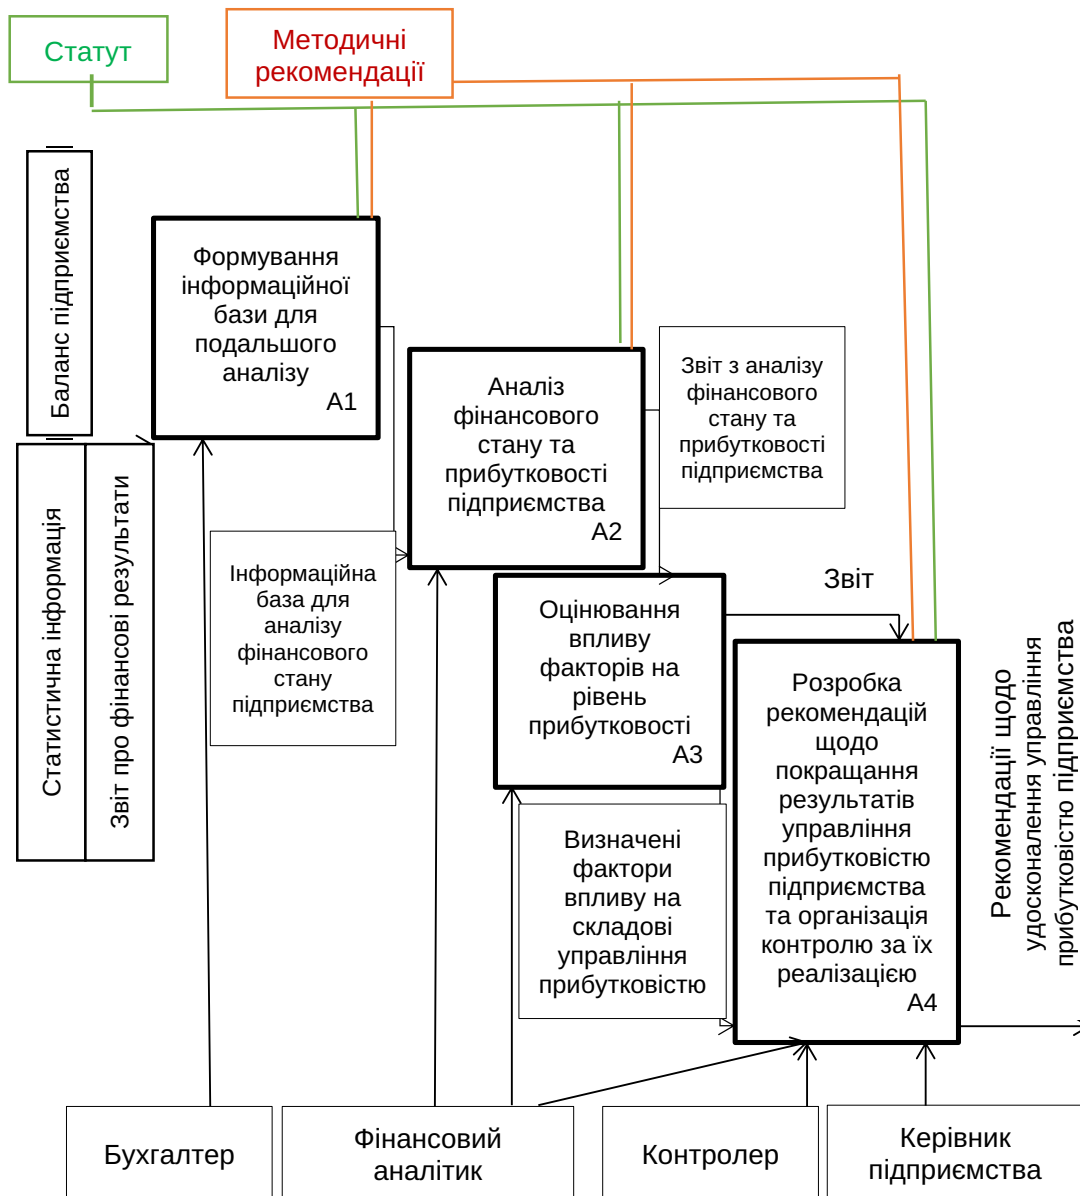 Статут
Методичні
рекомендації
Баланс підприємства
Формування
інформаційної
бази для
подальшого
аналізу
А1
Аналіз
фінансового
стану та
прибутковості
підприємства
А2
Звіт з аналізу
фінансового
стану та
прибутковості
підприємства
Статистична інформація
Звіт про фінансові результати
Інформаційна
база для
аналізу
фінансового
стану
підприємства
Оцінювання
впливу
факторів на
рівень
прибутковості
А3
Звіт
Розробка
рекомендацій
щодо
покращання
результатів
управління
прибутковістю
підприємства
та організація
контролю за їх
реалізацією
А4
Рекомендації щодо
удосконалення управління
прибутковістю підприємства
Визначені
фактори
впливу на
складові
управління
прибутковістю
Бухгалтер
Фінансовий
аналітик
Контролер
Керівник
підприємства